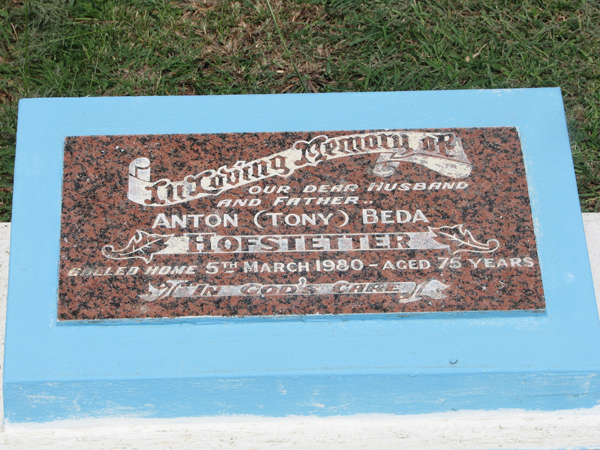 In Loving Memory of
OUR DEAR HUSBAND
AND FATHER..
ANTON (TONY) BEDA
HOFSTETTER
CALLED HOME 5TH MARCH 1980 - AGED 75 YEARS
IN GOD'S CARE